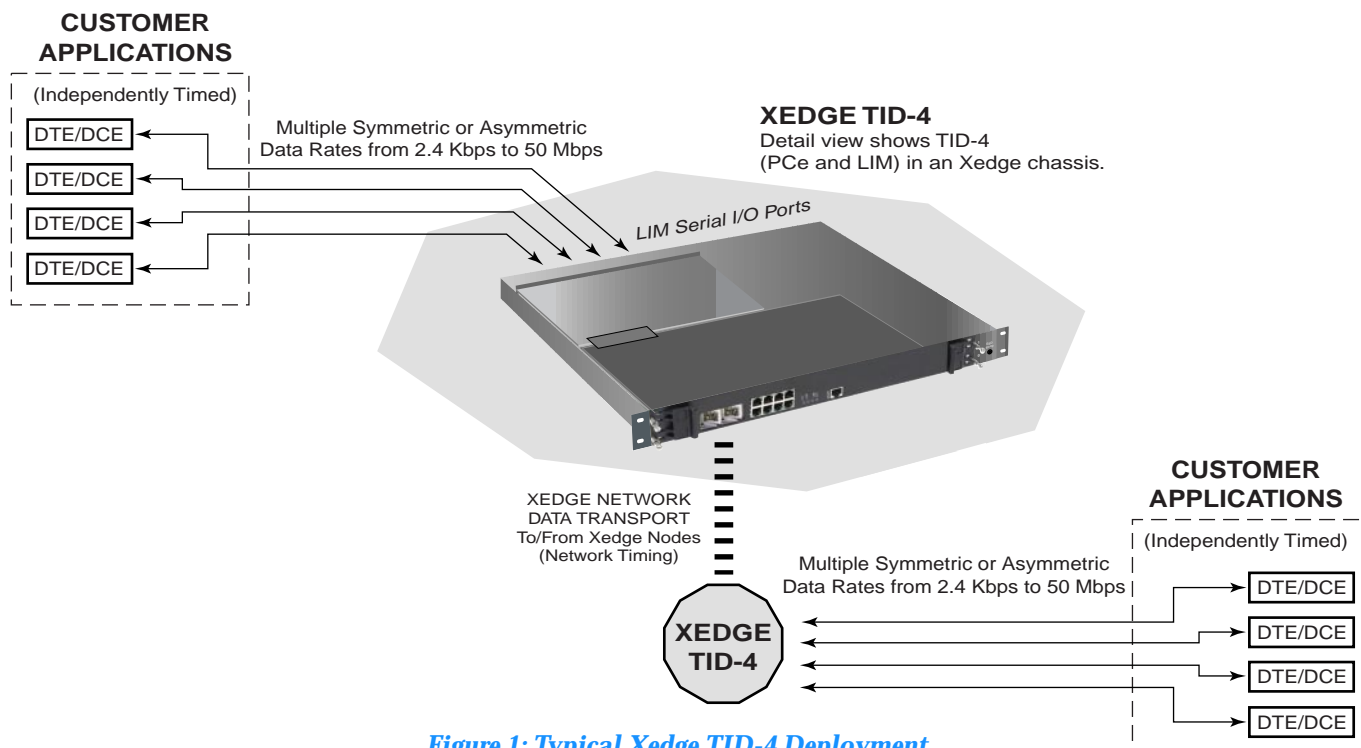 CUSTOMER
APPLICATIONS
(Independently Timed)
DTE/DCE
DTE/DCE
DTE/DCE
DTE/DCE
Multiple Symmetric or Asymmetric
Data Rates from 2.4 Kbps to 50 Mbps
XEDGE TID-4
Detail view shows TID-4
(PCe and LIM) in an Xedge chassis.
LIM Serial I/O Ports
XEDGE NETWORK
DATA TRANSPORT
To/From Xedge Nodes
(Network Timing)
XEDGE
TID-4
Multiple Symmetric or Asymmetric
Data Rates from 2.4 Kbps to 50 Mbps
CUSTOMER
APPLICATIONS
(Independently Timed)
DTE/DCE
DTE/DCE
DTE/DCE
DTE/DCE
Figure 1: Typical Xedge TID-4 Deployment